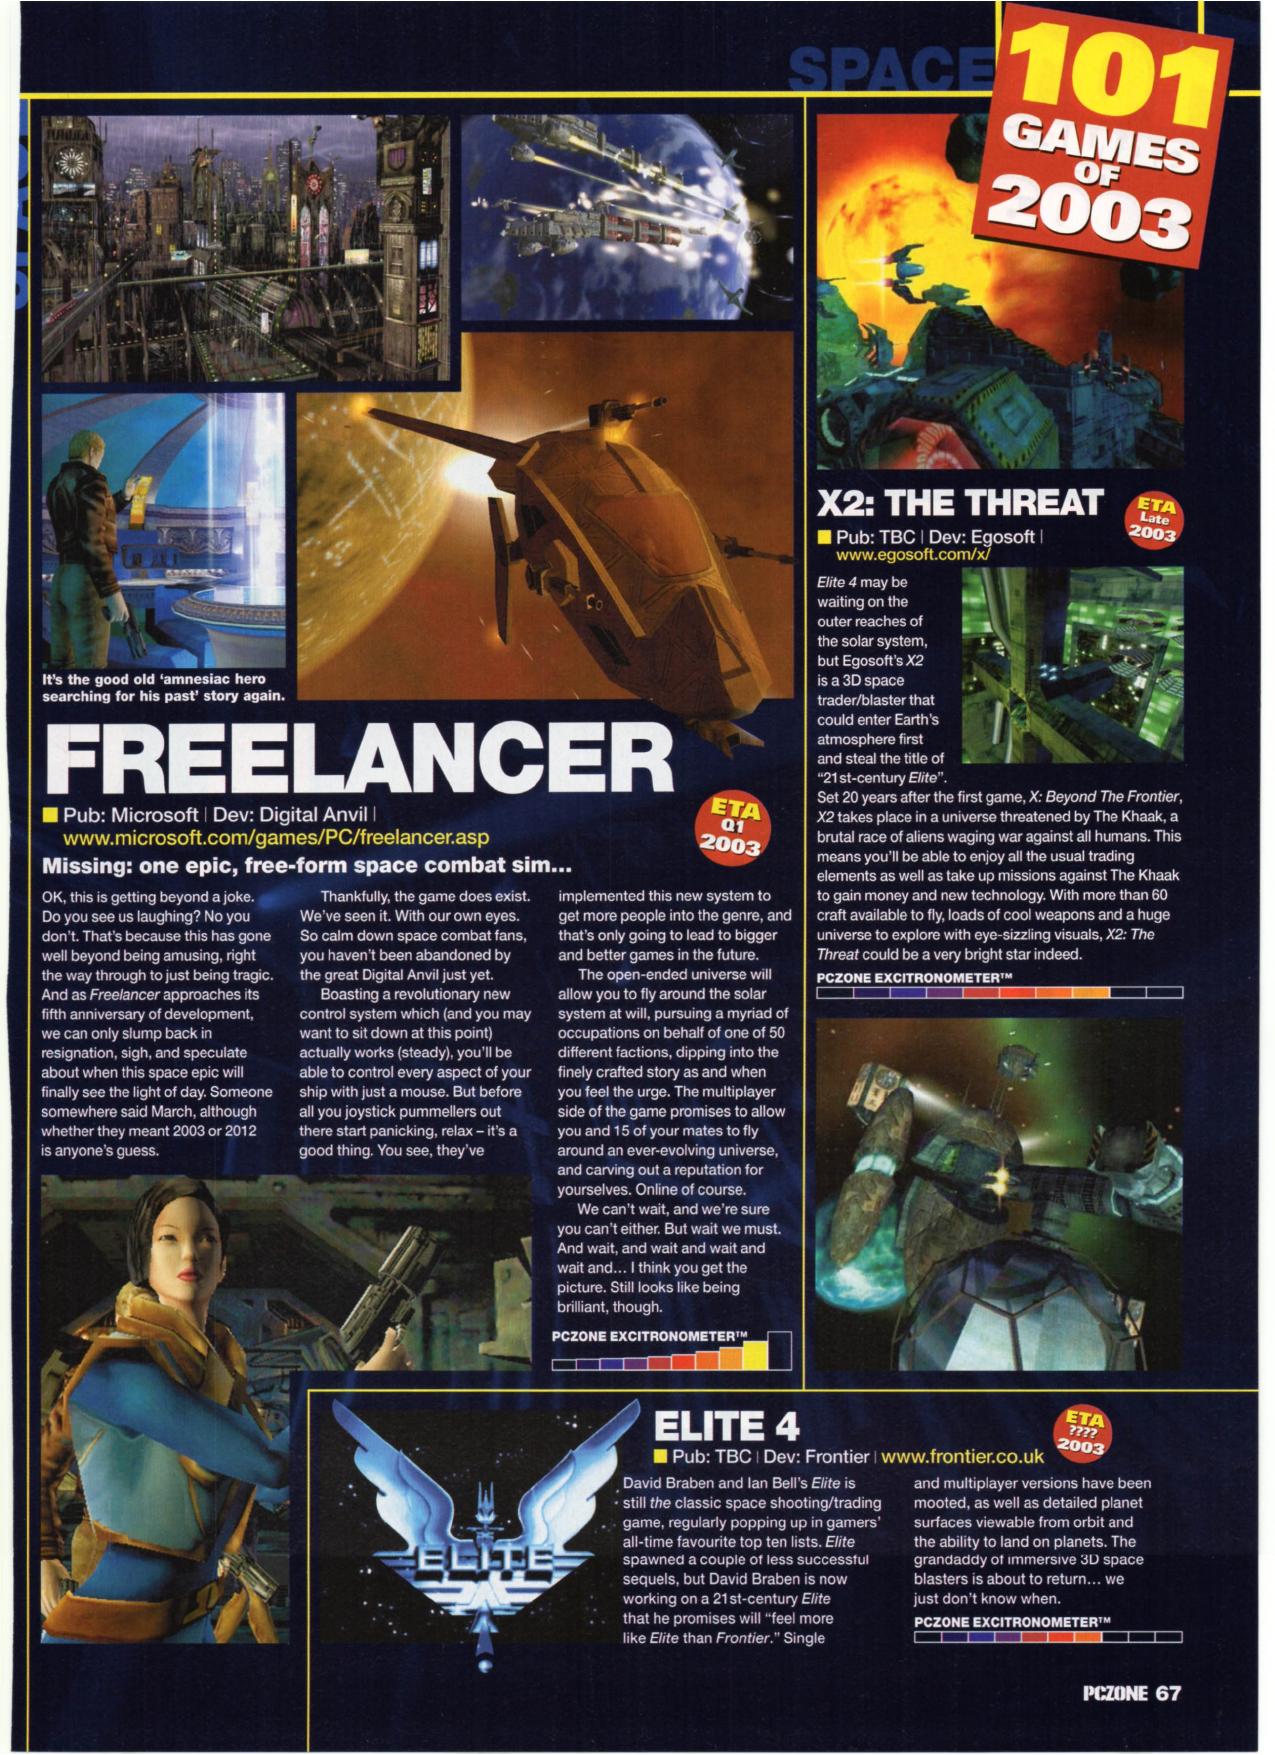 SPACE
101
GAMES
OF
2003
It's the good old 'amnesiac hero
searching for his past' story again.
FREELANCER
Pub: Microsoft | Dev: Digital Anvil |
www.microsoft.com/games/PC/freelancer.asp
ETA
Q1
2003
Missing: one epic, free-form space combat sim...
OK, this is getting beyond a joke.
Do you see us laughing? No you
don't. That's because this has gone
well beyond being amusing, right
the way through to just being tragic.
And as Freelancer approaches its
fifth anniversary of development,
we can only slump back in
resignation, sigh, and speculate
about when this space epic will
finally see the light of day. Someone
somewhere said March, although
whether they meant 2003 or 2012
is anyone's guess.
Thankfully, the game does exist.
We've seen it. With our own eyes.
So calm down space combat fans,
you haven't been abandoned by
the great Digital Anvil just yet.
Boasting a revolutionary new
control system which (and you may
want to sit down at this point)
actually works (steady), you'll be
able to control every aspect of your
ship with just a mouse. But before
all you joystick pummellers out
there start panicking, relax – it's a
good thing. You see, they've
implemented this new system to
get more people into the genre, and
that's only going to lead to bigger
and better games in the future.
The open-ended universe will
allow you to fly around the solar
system at will, pursuing a myriad of
occupations on behalf of one of 50
different factions, dipping into the
finely crafted story as and when
you feel the urge. The multiplayer
side of the game promises to allow
you and 15 of your mates to fly
around an ever-evolving universe,
and carving out a reputation for
yourselves. Online of course.
We can't wait, and we're sure
you can't either. But wait we must.
And wait, and wait and wait and
wait and... I think you get the
picture. Still looks like being
brilliant, though.
PCZONE EXCITRONOMETER™
X2: THE THREAT
ETA
Late
2003
Pub: TBC | Dev: Egosoft |
www.egosoft.com/x/
Elite 4 may be
waiting on the
outer reaches of
the solar system,
but Egosoft's X2
is a 3D space
trader/blaster that
could enter Earth's
atmosphere first
and steal the title of
"21st-century Elite".
Set 20 years after the first game, X: Beyond The Frontier,
X2 takes place in a universe threatened by The Khaak, a
brutal race of aliens waging war against all humans. This
means you'll be able to enjoy all the usual trading
elements as well as take up missions against The Khaak
to gain money and new technology. With more than 60
craft available to fly, loads of cool weapons and a huge
universe to explore with eye-sizzling visuals, X2: The
Threat could be a very bright star indeed.
PCZONE EXCITRONOMETER™
ELITE
ELITE 4
ETA
????
2003
Pub: TBC | Dev: Frontier | www.frontier.co.uk
David Braben and Ian Bell's Elite is
still the classic space shooting/trading
game, regularly popping up in gamers'
all-time favourite top ten lists. Elite
spawned a couple of less successful
sequels, but David Braben is now
working on a 21st-century Elite
that he promises will "feel more
like Elite than Frontier." Single
and multiplayer versions have been
mooted, as well as detailed planet
surfaces viewable from orbit and
the ability to land on planets. The
grandaddy of immersive 3D space
blasters is about to return... we
just don't know when.
PCZONE EXCITRONOMETER™
PCZONE 67